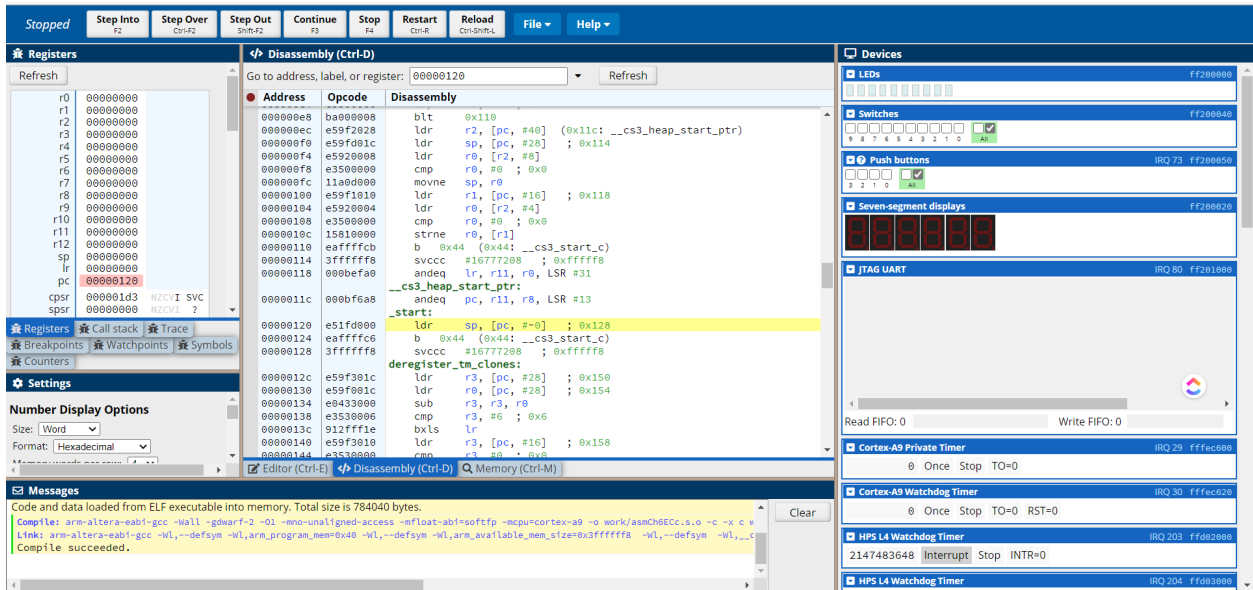 Stopped
Step Into
F2
Step Over
Ctrl-F2
Step Out
Shift-F2
Continue
F3
Stop
F4
Restart
Ctrl-R
Reload
Ctrl-Shift-L
File
Help
Registers
Refresh
r0 00000000
r1 00000000
r2 00000000
r3 00000000
r4 00000000
r5 00000000
r6 00000000
r7 00000000
r8 00000000
r9 00000000
r10 00000000
r11 00000000
r12 00000000
sp 00000000
lr 00000000
pc 00000120
cpsr 000001d3 NZCVI SVC
spsr 00000000 NZCVI ?
Registers Call stack Trace
Breakpoints Watchpoints Symbols
Counters
Settings
Number Display Options
Size: Word
Format: Hexadecimal
Memory words per row: 4
Disassembly (Ctrl-D)
Go to address, label, or register: 00000120 Refresh
Address Opcode Disassembly
000000e8 ba000008 blt 0x110
000000ec e59f2028 ldr r2, [pc, #40] (0x11c: __cs3_heap_start_ptr)
000000f0 e59fd01c ldr sp, [pc, #28] ; 0x114
000000f4 e5920008 ldr r0, [r2, #8]
000000f8 e3500000 cmp r0, #0 ; 0x0
000000fc 11a0d000 movne sp, r0
00000100 e59f1010 ldr r1, [pc, #16] ; 0x118
00000104 e5920004 ldr r0, [r2, #4]
00000108 e3500000 cmp r0, #0 ; 0x0
0000010c 15810000 strne r0, [r1]
00000110 eaffffcb b 0x44 (0x44: __cs3_start_c)
00000114 3ffffff8 svccc #16777208 ; 0xfffff8
00000118 000befa0 andeq lr, r11, r0, LSR #31
__cs3_heap_start_ptr:
0000011c 000bf6a8 andeq pc, r11, r8, LSR #13
_start:
00000120 e51fd000 ldr sp, [pc, #-0] ; 0x128
00000124 eaffffc6 b 0x44 (0x44: __cs3_start_c)
00000128 3ffffff8 svccc #16777208 ; 0xfffff8
deregister_tm_clones:
0000012c e59f301c ldr r3, [pc, #28] ; 0x150
00000130 e59f001c ldr r0, [pc, #28] ; 0x154
00000134 e0433000 sub r3, r3, r0
00000138 e3530006 cmp r3, #6 ; 0x6
0000013c 912fff1e bxls lr
00000140 e59f3010 ldr r3, [pc, #16] ; 0x158
00000144 e3530000 cmp r3, #0 ; 0x0
Editor (Ctrl-E) Disassembly (Ctrl-D) Memory (Ctrl-M)
Messages
Code and data loaded from ELF executable into memory. Total size is 784040 bytes.
Compile: arm-altera-eabi-gcc -Wall -gdwarf-2 -O1 -mno-unaligned-access -mfloat-abi=softfp -mcpu=cortex-a9 -o work/asmCh6ECc.s.o -c -x c w
Link: arm-altera-eabi-gcc -Wl,--defsym -Wl,arm_program_mem=0x40 -Wl,--defsym -Wl,arm_available_mem_size=0x3ffffff8 -Wl,--defsym -Wl,__c
Compile succeeded.
Clear
Devices
LEDs ff200000
Switches ff200040
9 8 7 6 5 4 3 2 1 0 All
Push buttons IRQ 73 ff200050
3 2 1 0 All
Seven-segment displays ff200020
JTAG UART IRQ 80 ff201000
Read FIFO: 0 Write FIFO: 0
Cortex-A9 Private Timer IRQ 29 fffec600
0 Once Stop TO=0
Cortex-A9 Watchdog Timer IRQ 30 fffec620
0 Once Stop TO=0 RST=0
HPS L4 Watchdog Timer IRQ 203 ffd02000
2147483648 Interrupt Stop INTR=0
HPS L4 Watchdog Timer IRQ 204 ffd03000